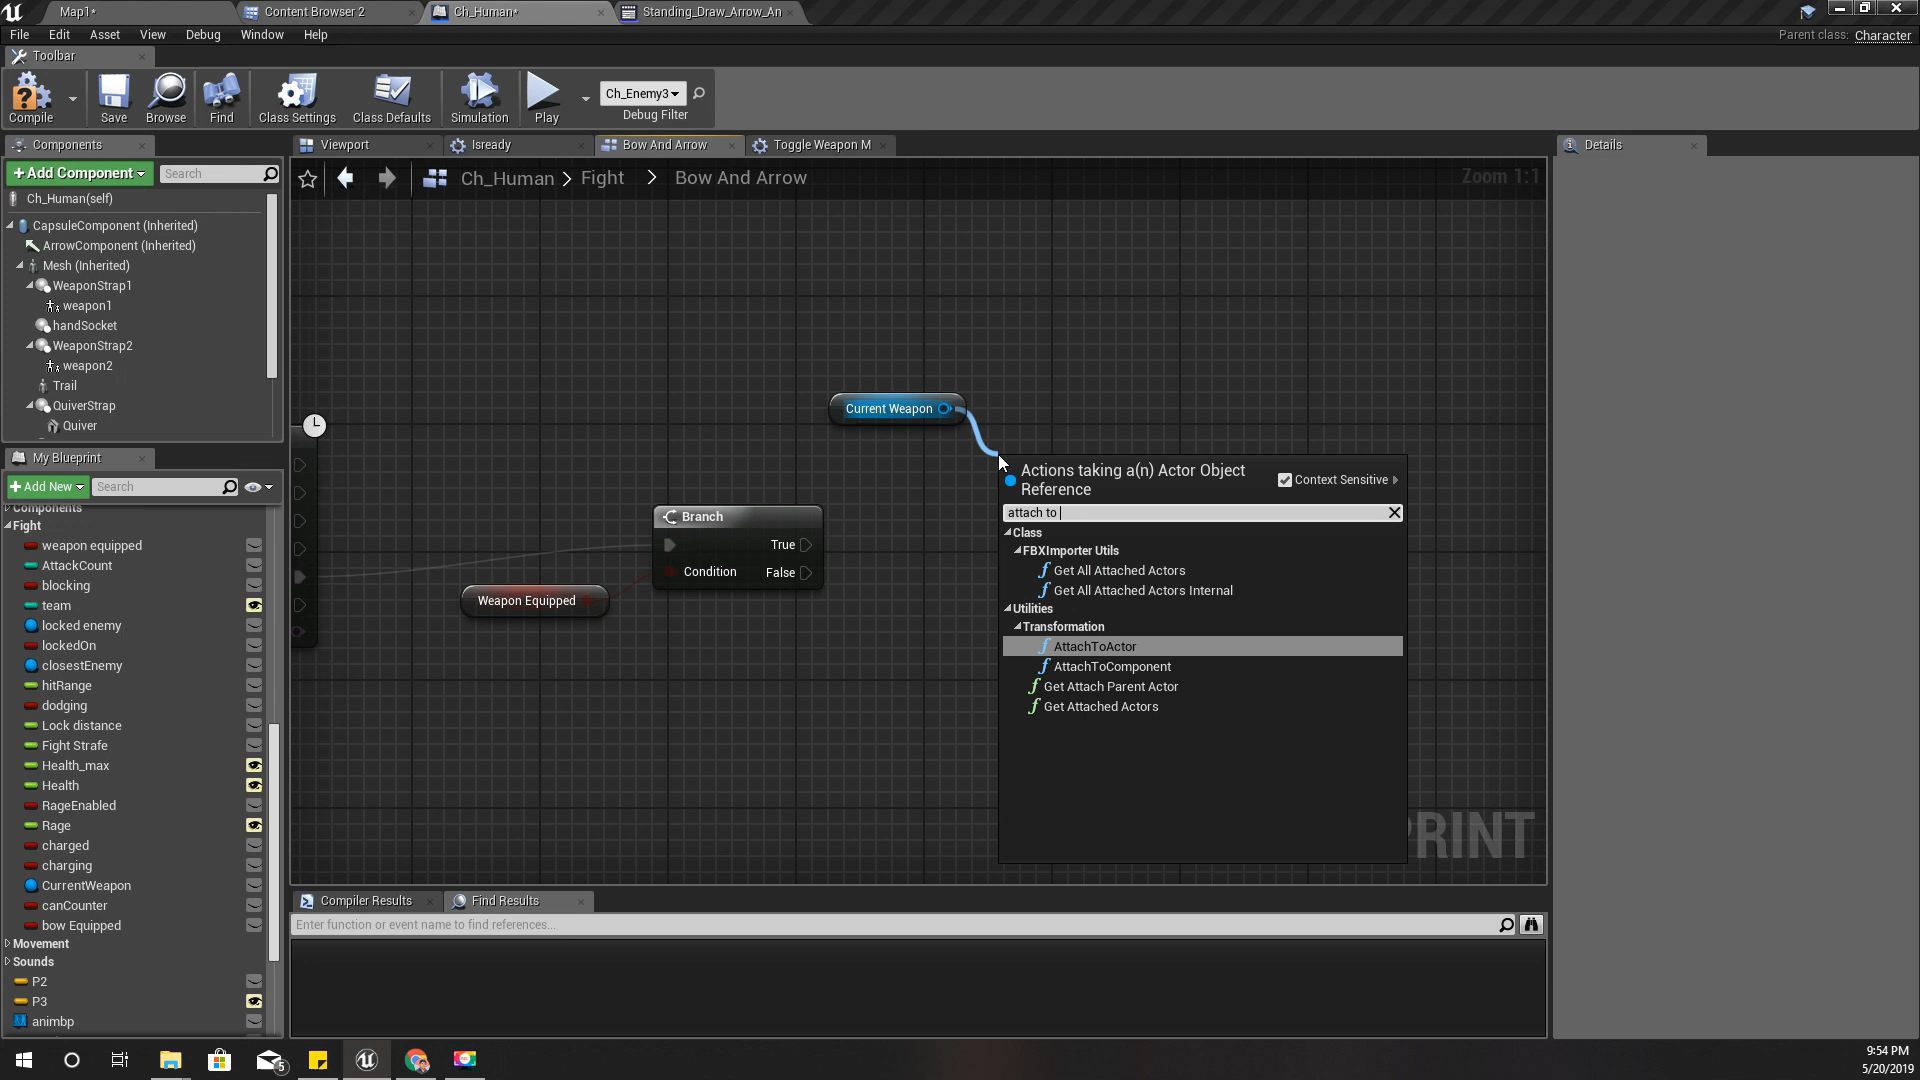 Map1*
Content Browser 2
Ch_Human*
Standing_Draw_Arrow_An
File Edit Asset View Debug Window Help
Parent class: Character
Toolbar
Compile
Save
Browse
Find
Class Settings
Class Defaults
Simulation
Play
Ch_Enemy3
Debug Filter
Components
+Add Component
Search
Ch_Human(self)
CapsuleComponent (Inherited)
ArrowComponent (Inherited)
Mesh (Inherited)
WeaponStrap1
weapon1
handSocket
WeaponStrap2
weapon2
Trail
QuiverStrap
Quiver
My Blueprint
+Add New
Search
Components
Fight
weapon equipped
AttackCount
blocking
team
locked enemy
lockedOn
closestEnemy
hitRange
dodging
Lock distance
Fight Strafe
Health_max
Health
RageEnabled
Rage
charged
charging
CurrentWeapon
canCounter
bow Equipped
Movement
Sounds
P2
P3
animbp
Viewport
Isready
Bow And Arrow
Toggle Weapon M
Ch_Human > Fight > Bow And Arrow
Zoom 1:1
Current Weapon
Branch
True
Condition
False
Weapon Equipped
Actions taking a(n) Actor Object
Reference
Context Sensitive
attach to
Class
FBXImporter Utils
Get All Attached Actors
Get All Attached Actors Internal
Utilities
Transformation
AttachToActor
AttachToComponent
Get Attach Parent Actor
Get Attached Actors
PRINT
Compiler Results
Find Results
Enter function or event name to find references...
Details
5
9:54 PM
5/20/2019